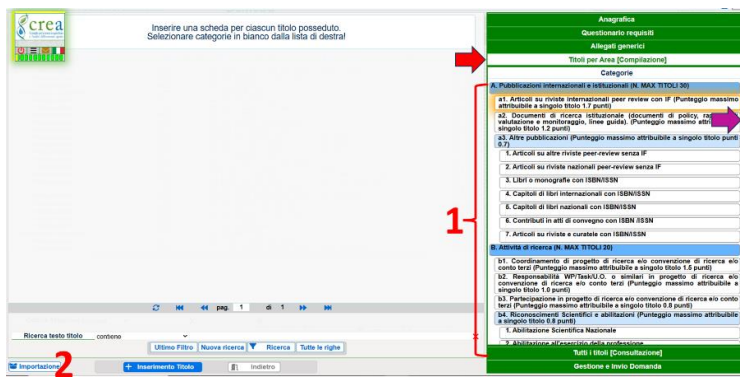 crea
Inserire una scheda per ciascun titolo posseduto.
Selezionare categorie in bianco dalla lista di destra!
Anagrafica
Questionario requisiti
Allegati generici
Titoli per Area [Compilazione]
Categorie
A. Pubblicazioni internazionali e istituzionali (N. MAX TITOLI 30)
a1. Articoli su riviste internazionali peer review con IF (Punteggio massimo
attribuibile a singolo titolo 1.7 punti)
a2. Documenti di ricerca istituzionale (documenti di policy,
valutazione e monitoraggio, linee guida). (Punteggio massimo
singolo titolo 1.2 punti)
a3. Altre pubblicazioni (Punteggio massimo attribuibile a singolo titolo punti
0.7)
1. Articoli su altre riviste peer-review senza IF
2. Articoli su riviste nazionali peer-review senza IF
3. Libri o monografie con ISBN/ISSN
4. Capitoli di libri internazionali con ISBN/ISSN
5. Capitoli di libri nazionali con ISBN/ISSN
6. Contributi in atti di convegno con ISBN /ISSN
7. Articoli su riviste e curatele con ISBN/ISSN
1
B. Attività di ricerca (N. MAX TITOLI 20)
b1. Coordinamento di progetto di ricerca e/o convenzione di ricerca e/o
conto terzi (Punteggio massimo attribuibile a singolo titolo 1.5 punti)
b2. Responsabilità WP/Task/U.O. o similari in progetto di ricerca e/o
convenzione di ricerca e/o conto terzi (Punteggio massimo attribuibile a
singolo titolo 1.0 punti)
b3. Partecipazione in progetto di ricerca e/o convenzione di ricerca e/o conto
terzi (Punteggio massimo attribuibile a singolo titolo 0.8 punti)
b4. Riconoscimenti Scientifici e abilitazioni (Punteggio massimo attribuibile
a singolo titolo 0.8 punti)
1. Abilitazione Scientifica Nazionale
2. Abilitazione all'esercizio della professione
Tutti i titoli [Consultazione]
Gestione e Invio Domanda
pag. 1 di 1
Ricerca testo titolo contiene
Ultimo Filtro Nuova ricerca Ricerca Tutte le righe
Importazione 2 + Inserimento Titolo Indietro